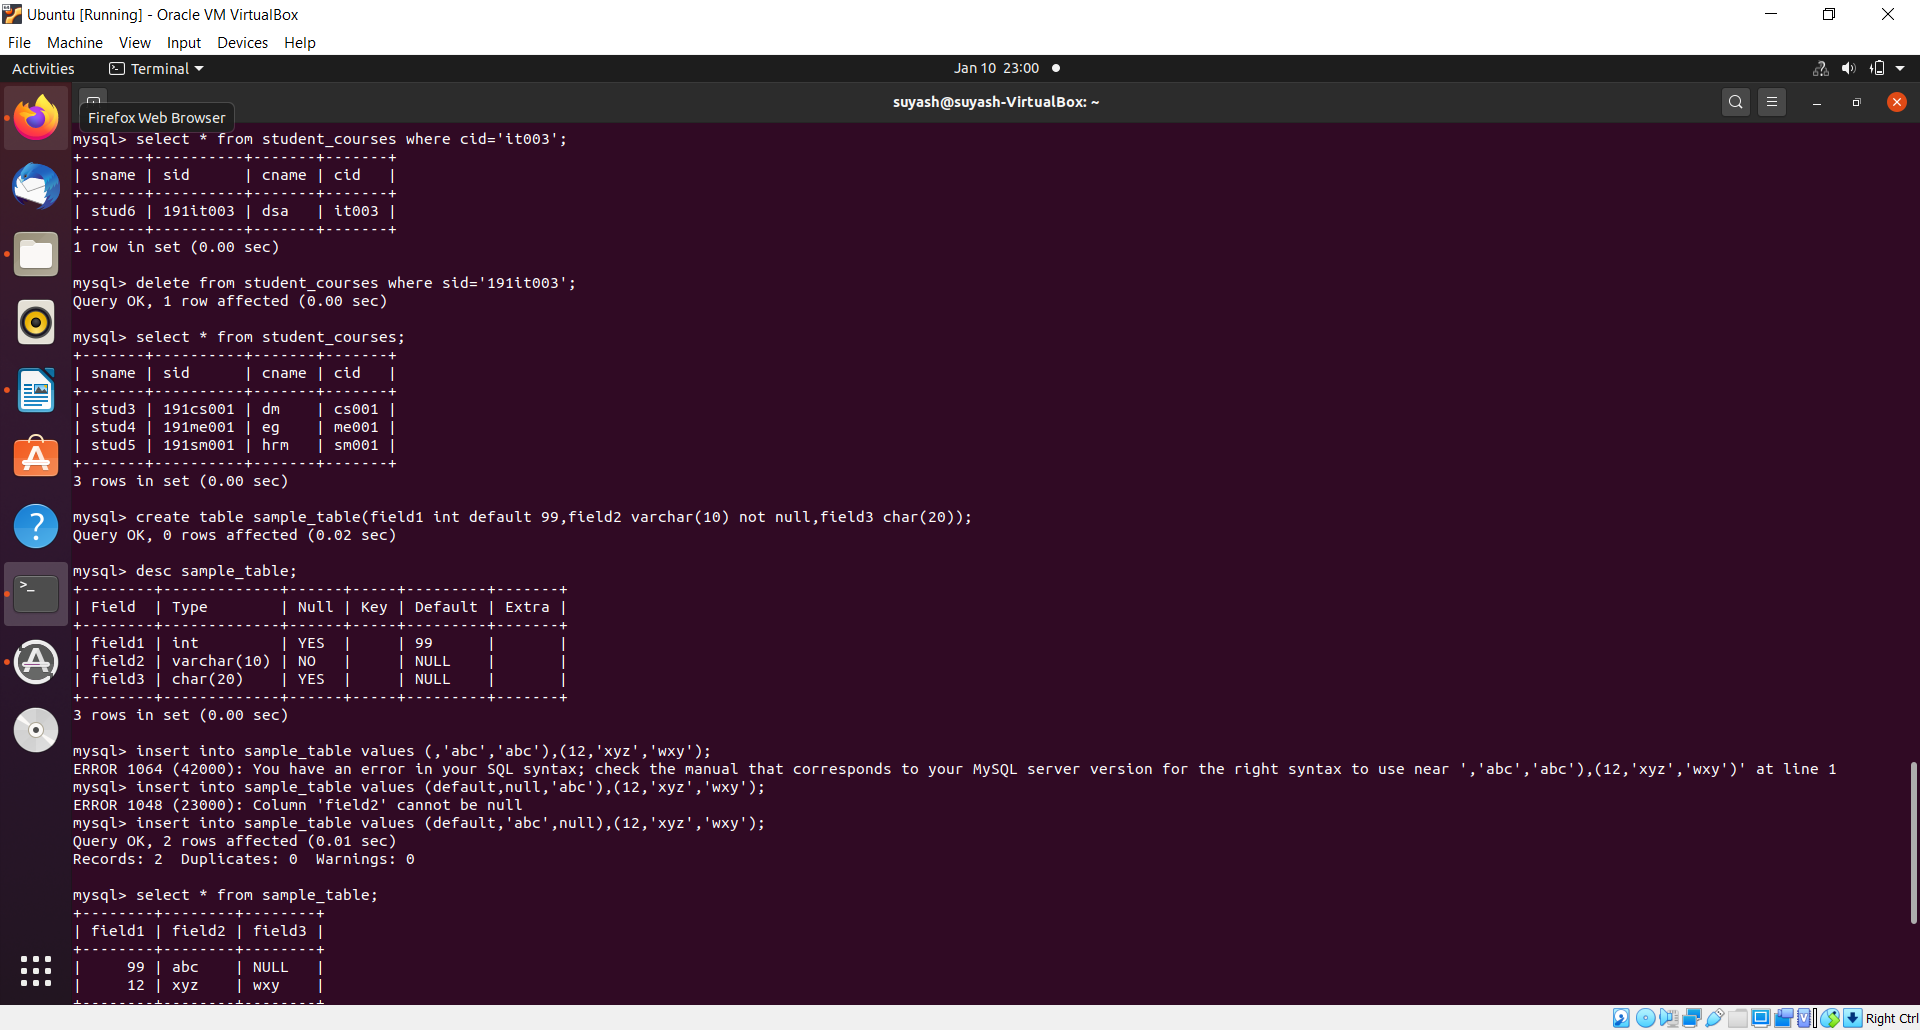 Ubuntu [Running] - Oracle VM VirtualBox
File Machine View Input Devices Help
Activities Terminal Jan 10 23:00
suyash@suyash-VirtualBox: ~
Firefox Web Browser
mysql> select * from student_courses where cid='it003';
+-------+----------+-------+-------+
| sname | sid      | cname | cid   |
+-------+----------+-------+-------+
| stud6 | 191it003 | dsa   | it003 |
+-------+----------+-------+-------+
1 row in set (0.00 sec)
mysql> delete from student_courses where sid='191it003';
Query OK, 1 row affected (0.00 sec)
mysql> select * from student_courses;
+-------+----------+-------+-------+
| sname | sid      | cname | cid   |
+-------+----------+-------+-------+
| stud3 | 191cs001 | dm    | cs001 |
| stud4 | 191me001 | eg    | me001 |
| stud5 | 191sm001 | hrm   | sm001 |
+-------+----------+-------+-------+
3 rows in set (0.00 sec)
mysql> create table sample_table(field1 int default 99,field2 varchar(10) not null,field3 char(20));
Query OK, 0 rows affected (0.02 sec)
mysql> desc sample_table;
+--------+-------------+------+-----+---------+-------+
| Field  | Type        | Null | Key | Default | Extra |
+--------+-------------+------+-----+---------+-------+
| field1 | int         | YES  |     | 99      |       |
| field2 | varchar(10) | NO   |     | NULL    |       |
| field3 | char(20)    | YES  |     | NULL    |       |
+--------+-------------+------+-----+---------+-------+
3 rows in set (0.00 sec)
mysql> insert into sample_table values (,'abc','abc'),(12,'xyz','wxy');
ERROR 1064 (42000): You have an error in your SQL syntax; check the manual that corresponds to your MySQL server version for the right syntax to use near ','abc','abc'),(12,'xyz','wxy')' at line 1
mysql> insert into sample_table values (default,null,'abc'),(12,'xyz','wxy');
ERROR 1048 (23000): Column 'field2' cannot be null
mysql> insert into sample_table values (default,'abc',null),(12,'xyz','wxy');
Query OK, 2 rows affected (0.01 sec)
Records: 2  Duplicates: 0  Warnings: 0
mysql> select * from sample_table;
+--------+--------+--------+
| field1 | field2 | field3 |
+--------+--------+--------+
|     99 | abc    | NULL   |
|     12 | xyz    | wxy    |
+--------+--------+--------+
Right Ctrl